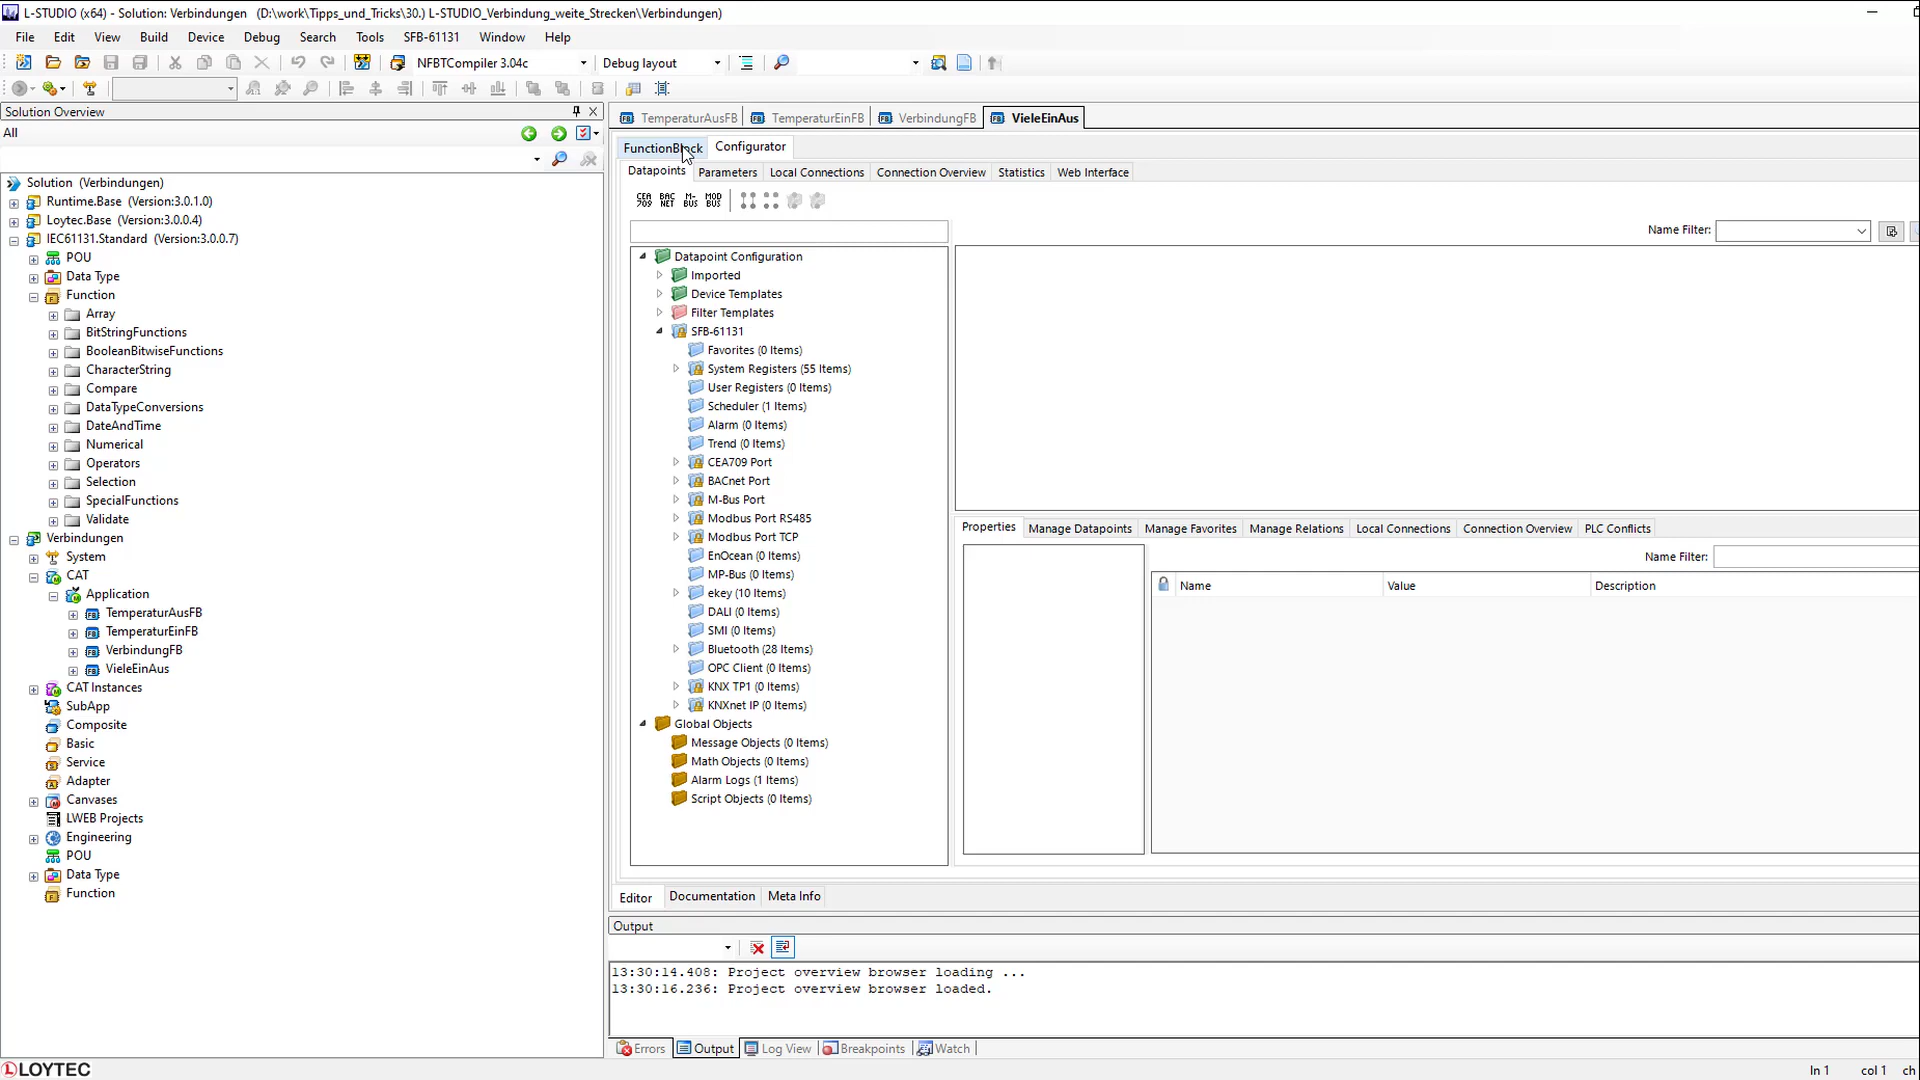 L-STUDIO (x64) - Solution: Verbindungen (D:\work\Tipps_und_Tricks\30.) L-STUDIO_Verbindung_weite_Strecken\Verbindungen)
File Edit View Build Device Debug Search Tools SFB-61131 Window Help
NFBTCompiler 3.04c Debug layout
Solution Overview
All
Solution (Verbindungen)
Runtime.Base (Version:3.0.1.0)
Loytec.Base (Version:3.0.0.4)
IEC61131.Standard (Version:3.0.0.7)
POU
Data Type
Function
Array
BitStringFunctions
BooleanBitwiseFunctions
CharacterString
Compare
DataTypeConversions
DateAndTime
Numerical
Operators
Selection
SpecialFunctions
Validate
Verbindungen
System
CAT
Application
TemperaturAusFB
TemperaturEinFB
VerbindungFB
VieleEinAus
CAT Instances
SubApp
Composite
Basic
Service
Adapter
Canvases
LWEB Projects
Engineering
POU
Data Type
Function
TemperaturAusFB TemperaturEinFB VerbindungFB VieleEinAus
FunctionBlock Configurator
Datapoints Parameters Local Connections Connection Overview Statistics Web Interface
CEA 709 BAC NET M- BUS MOD BUS
Name Filter:
Datapoint Configuration
Imported
Device Templates
Filter Templates
SFB-61131
Favorites (0 Items)
System Registers (55 Items)
User Registers (0 Items)
Scheduler (1 Items)
Alarm (0 Items)
Trend (0 Items)
CEA709 Port
BACnet Port
M-Bus Port
Modbus Port RS485
Modbus Port TCP
EnOcean (0 Items)
MP-Bus (0 Items)
ekey (10 Items)
DALI (0 Items)
SMI (0 Items)
Bluetooth (28 Items)
OPC Client (0 Items)
KNX TP1 (0 Items)
KNXnet IP (0 Items)
Global Objects
Message Objects (0 Items)
Math Objects (0 Items)
Alarm Logs (1 Items)
Script Objects (0 Items)
Properties Manage Datapoints Manage Favorites Manage Relations Local Connections Connection Overview PLC Conflicts
Name Filter:
Name Value Description
Editor Documentation Meta Info
Output
13:30:14.408: Project overview browser loading ...
13:30:16.236: Project overview browser loaded.
Errors Output Log View Breakpoints Watch
LOYTEC
ln 1 col 1 ch